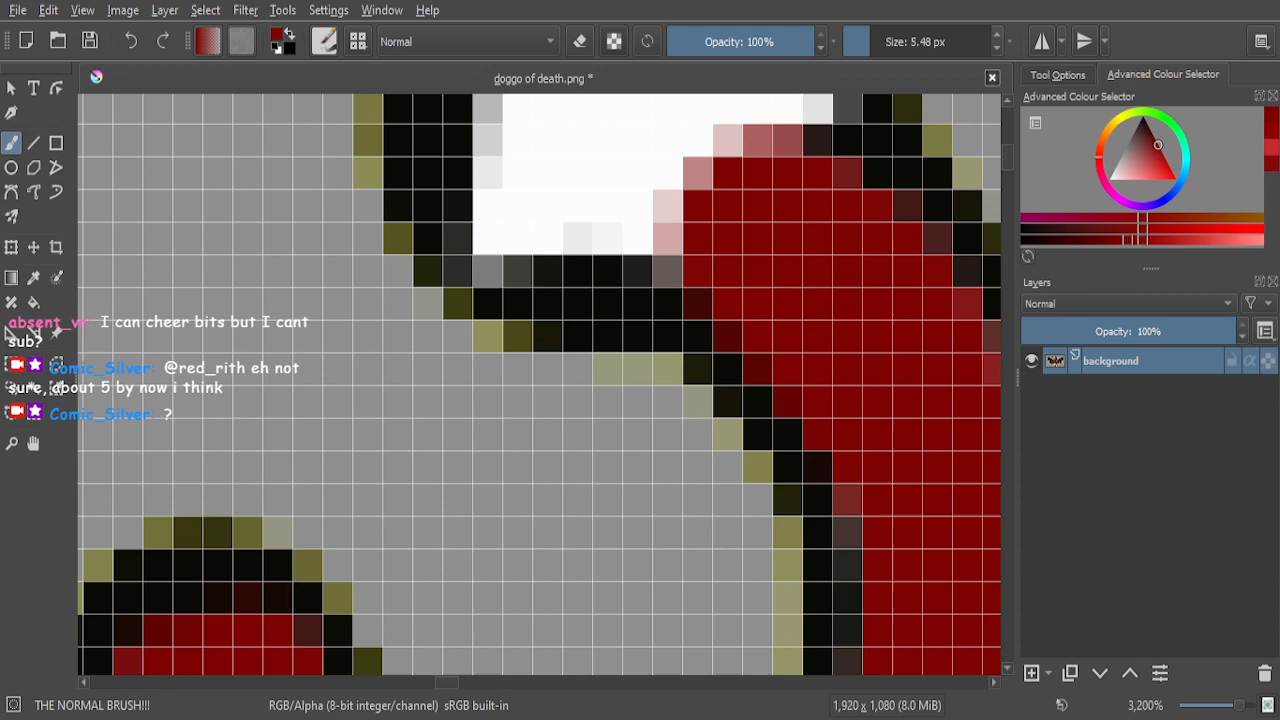 File Edit View Image Layer Select Filter Tools Settings Window Help
Normal Opacity: 100% Size: 5.48 px
doggo of death.png *
Tool Options Advanced Colour Selector
Advanced Colour Selector
absent_vr I can cheer bits but I cant
sub?
Comic_Silver: @red_rith eh not
sure, about 5 by now i think
Comic_Silver: ?
Layers
Normal
Opacity: 100%
background
THE NORMAL BRUSH!!! RGB/Alpha (8-bit integer/channel) sRGB built-in 1,920 x 1,080 (8.0 MiB) 3,200%